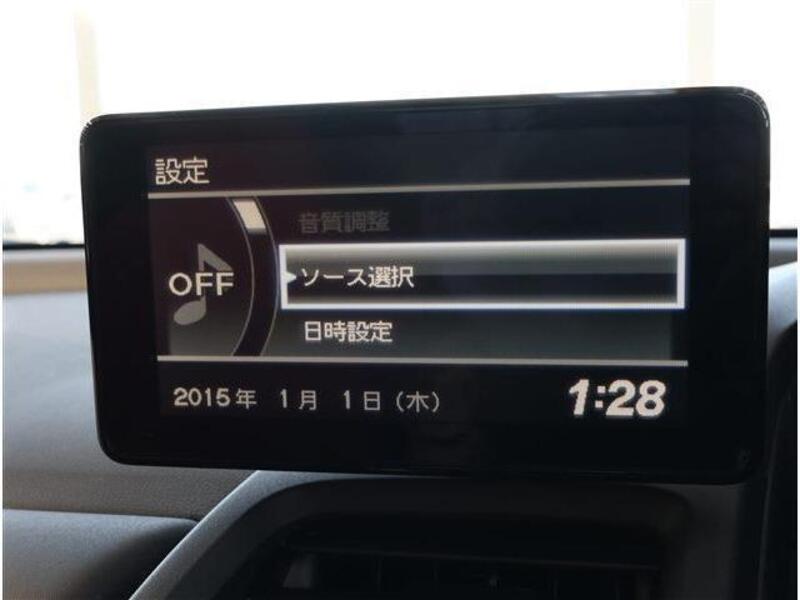 設定
音質調整
OFF
ソース選択
日時設定
2015年 1月 1日（木）
1:28